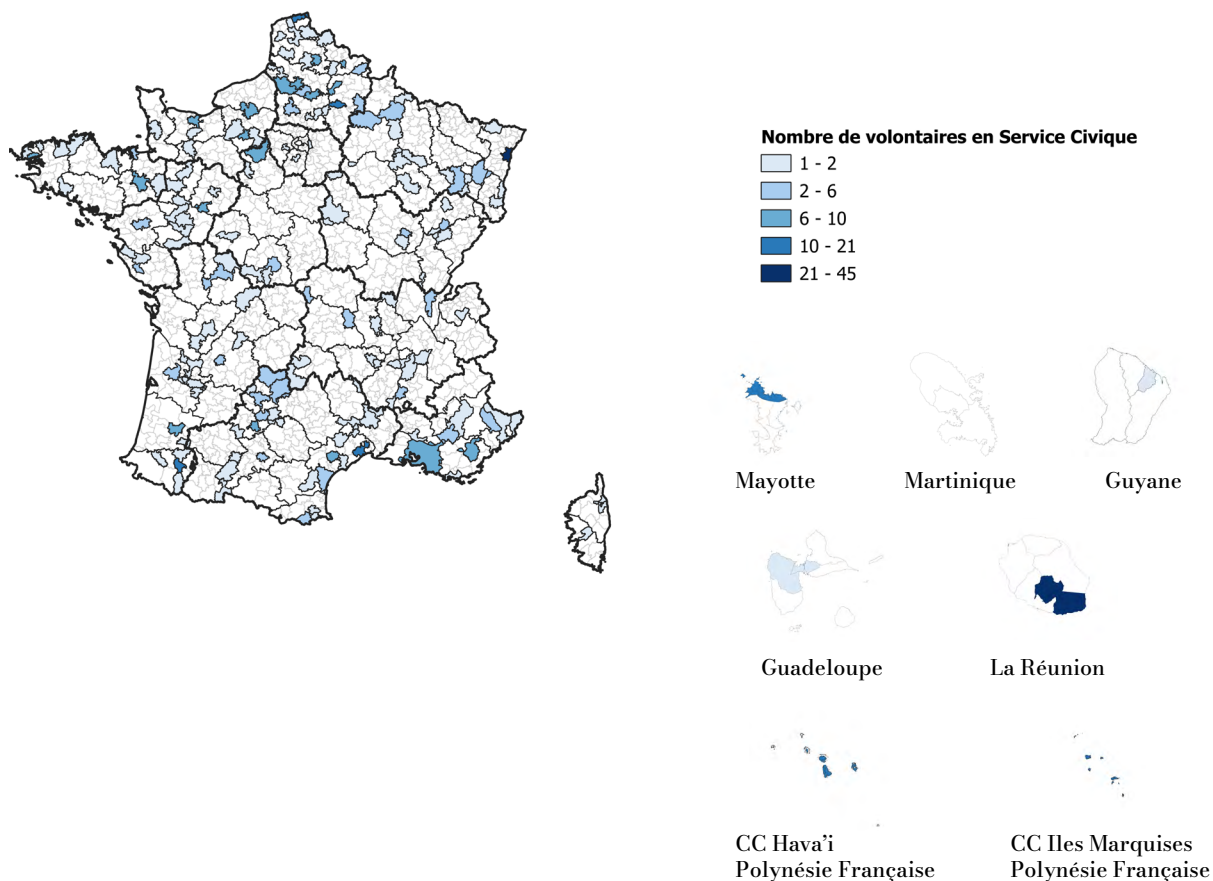 Nombre de volontaires en Service Civique
1 - 2
2 - 6
6 - 10
10 - 21
21 - 45
Mayotte
Martinique
Guyane
Guadeloupe
La Réunion
CC Hava'i
Polynésie Française
CC Iles Marquises
Polynésie Française